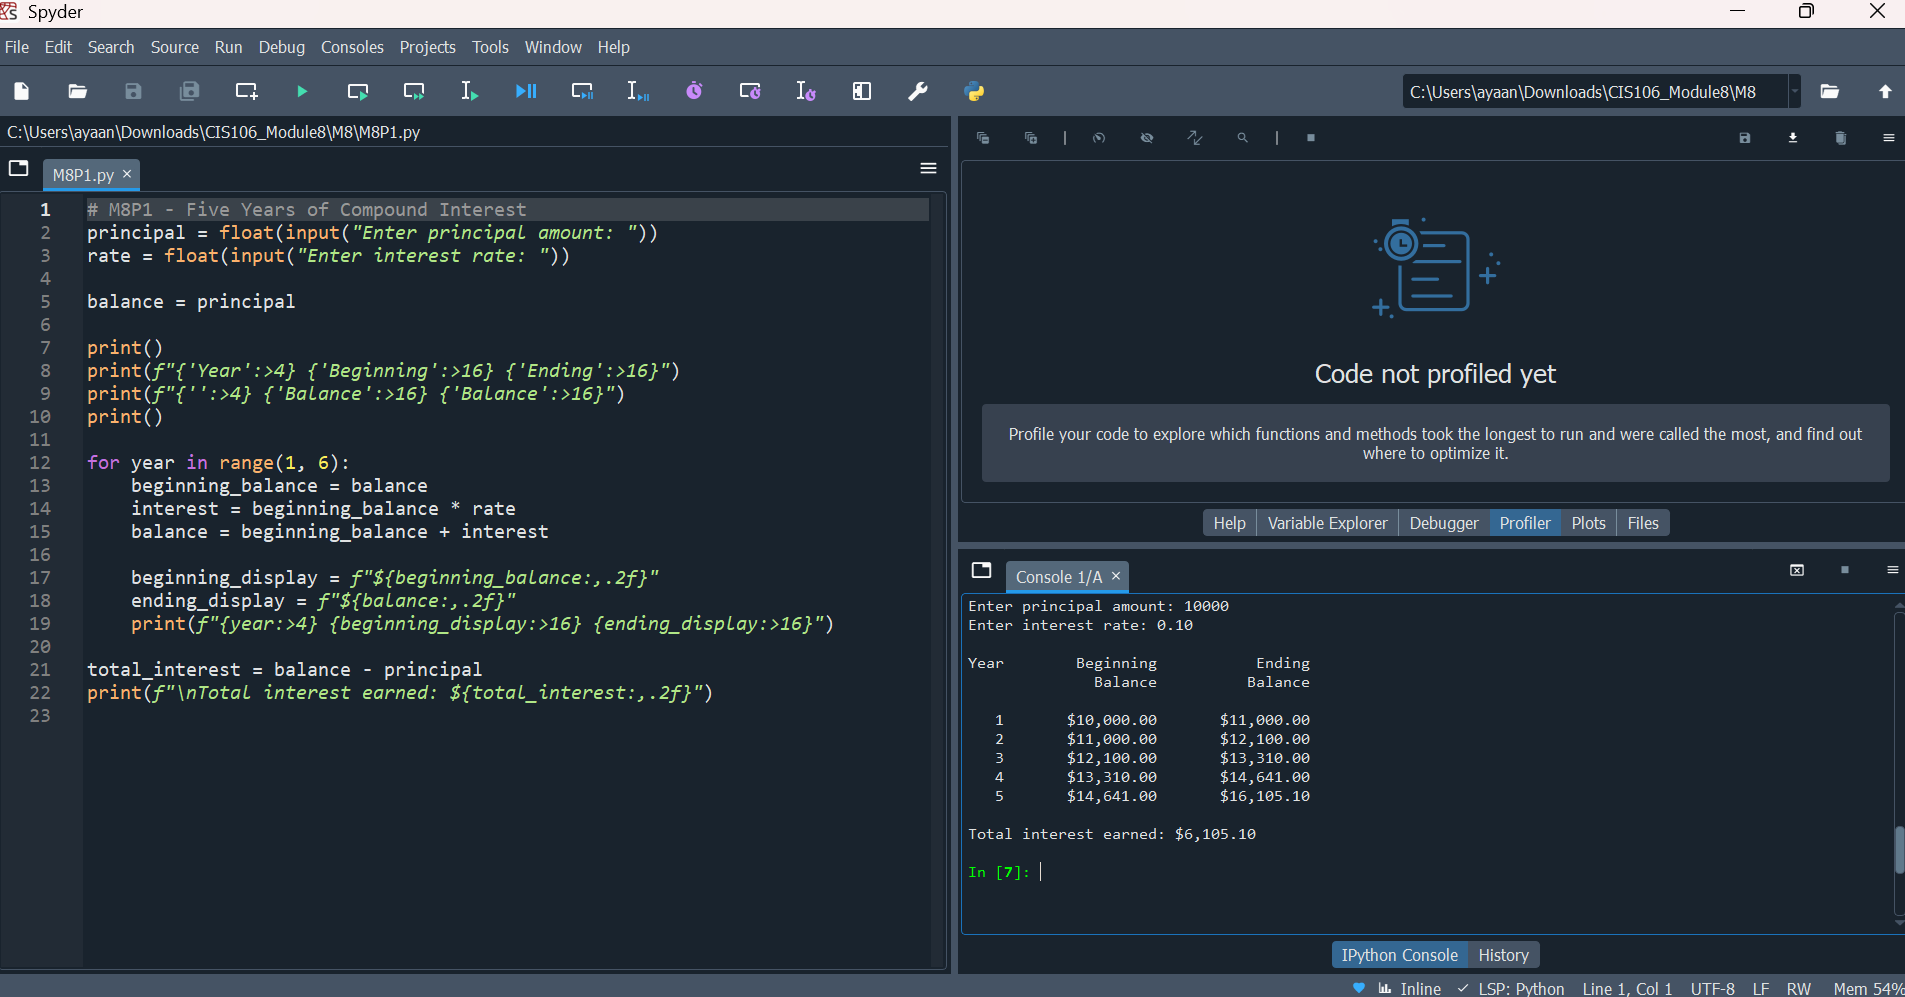 Spyder
File Edit Search Source Run Debug Consoles Projects Tools Window Help
C:\Users\ayaan\Downloads\CIS106_Module8\M8
C:\Users\ayaan\Downloads\CIS106_Module8\M8\M8P1.py
M8P1.py
1 # M8P1 - Five Years of Compound Interest
2 principal = float(input("Enter principal amount: "))
3 rate = float(input("Enter interest rate: "))
4
5 balance = principal
6
7 print()
8 print(f"{'Year':>4} {'Beginning':>16} {'Ending':>16}")
9 print(f"{'':>4} {'Balance':>16} {'Balance':>16}")
10 print()
11
12 for year in range(1, 6):
13     beginning_balance = balance
14     interest = beginning_balance * rate
15     balance = beginning_balance + interest
16
17     beginning_display = f"${beginning_balance:,.2f}"
18     ending_display = f"${balance:,.2f}"
19     print(f"{year:>4} {beginning_display:>16} {ending_display:>16}")
20
21 total_interest = balance - principal
22 print(f"\nTotal interest earned: ${total_interest:,.2f}")
23
Code not profiled yet
Profile your code to explore which functions and methods took the longest to run and were called the most, and find out
where to optimize it.
Help Variable Explorer Debugger Profiler Plots Files
Console 1/A
Enter principal amount: 10000
Enter interest rate: 0.10
Year Beginning Ending
Balance Balance
1 $10,000.00 $11,000.00
2 $11,000.00 $12,100.00
3 $12,100.00 $13,310.00
4 $13,310.00 $14,641.00
5 $14,641.00 $16,105.10
Total interest earned: $6,105.10
In [7]:
IPython Console History
Inline LSP: Python Line 1, Col 1 UTF-8 LF RW Mem 54%